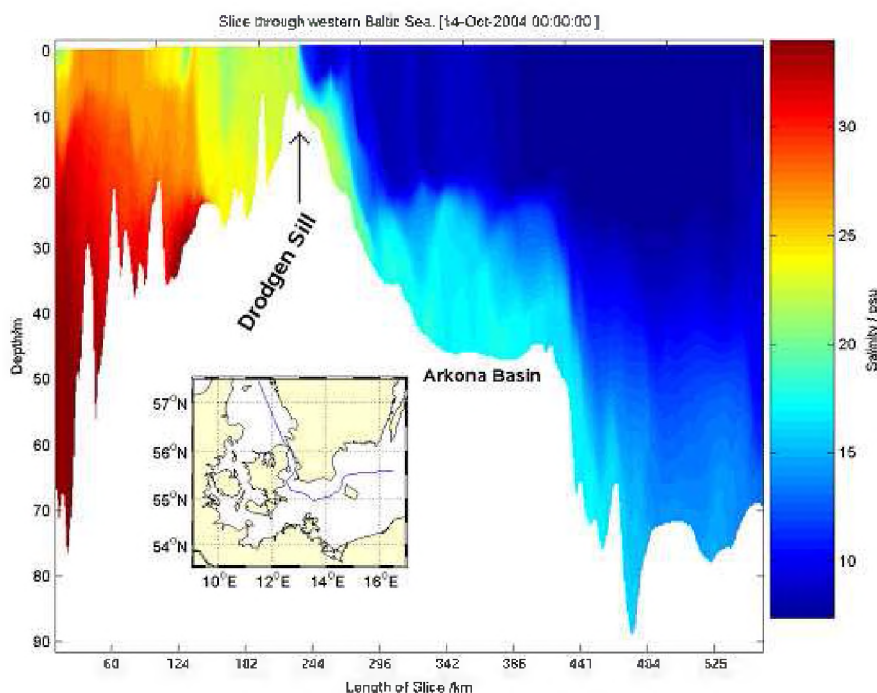 Slice through western Baltic Sea. [14-Oct-2004 00:00:00 ]
0
10
20
30
40
50
60
70
80
90
Depth/m
Drodgen Sill
Arkona Basin
57°N
56°N
55°N
54°N
10°E 12°E 14°E 16°E
60 124 182 244 296 342 386 441 484 525
Length of Slice /km
30
25
20
15
10
Salinity / psu